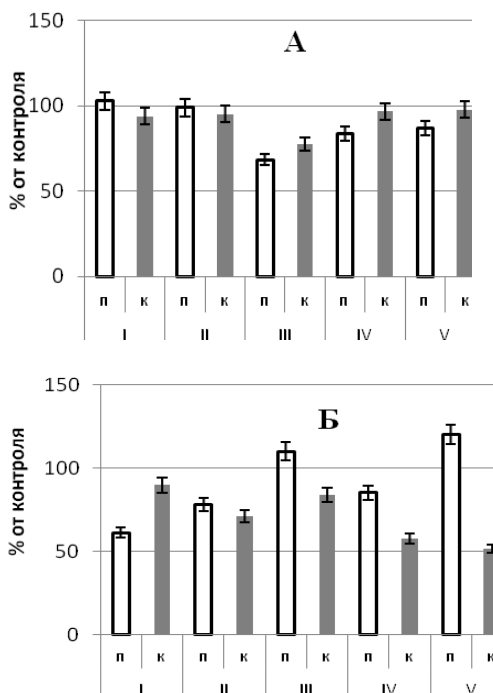 А
% от контроля
150
100
50
0
п к п к п к п к п к
I II III IV V
Б
% от контроля
150
100
50
0
п к п к п к п к п к
I II III IV V